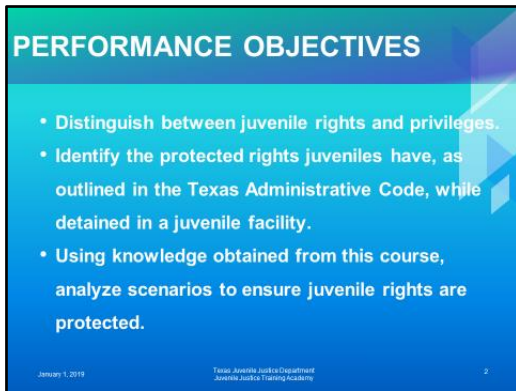 PERFORMANCE OBJECTIVES
• Distinguish between juvenile rights and privileges.
• Identify the protected rights juveniles have, as
outlined in the Texas Administrative Code, while
detained in a juvenile facility.
• Using knowledge obtained from this course,
analyze scenarios to ensure juvenile rights are
protected.
January 1, 2019
Texas Juvenile Justice Department
Juvenile Justice Training Academy
2